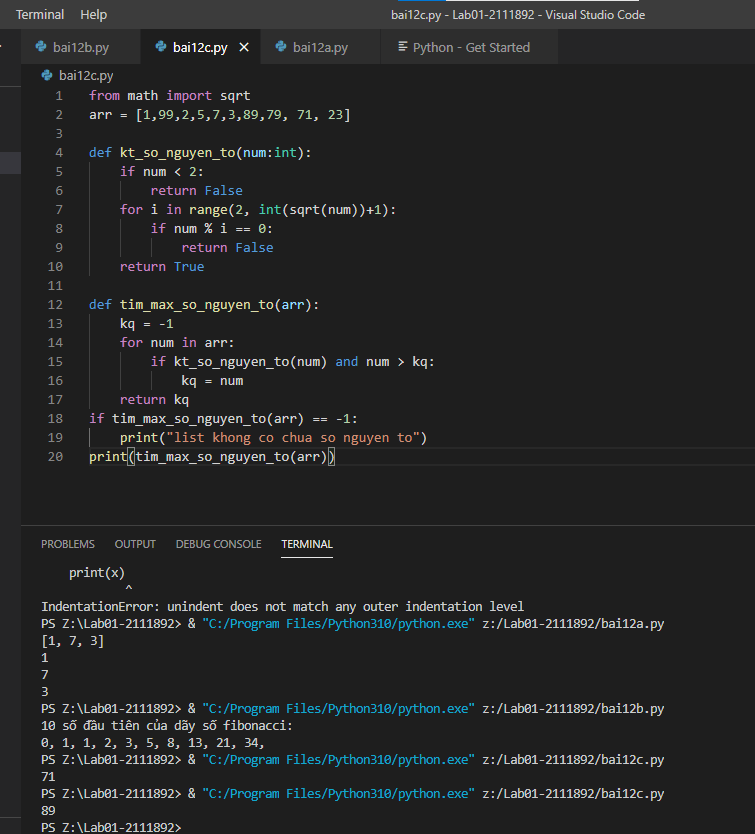 Terminal Help bai12c.py - Lab01-2111892 - Visual Studio Code
bai12b.py bai12c.py bai12a.py Python - Get Started
bai12c.py
1 from math import sqrt
2 arr = [1,99,2,5,7,3,89,79, 71, 23]
3
4 def kt_so_nguyen_to(num:int):
5     if num < 2:
6         return False
7     for i in range(2, int(sqrt(num))+1):
8         if num % i == 0:
9             return False
10     return True
11
12 def tim_max_so_nguyen_to(arr):
13     kq = -1
14     for num in arr:
15         if kt_so_nguyen_to(num) and num > kq:
16             kq = num
17     return kq
18 if tim_max_so_nguyen_to(arr) == -1:
19     print("list khong co chua so nguyen to")
20 print(tim_max_so_nguyen_to(arr))
PROBLEMS OUTPUT DEBUG CONSOLE TERMINAL
    print(x)
           ^
IndentationError: unindent does not match any outer indentation level
PS Z:\Lab01-2111892> & "C:/Program Files/Python310/python.exe" z:/Lab01-2111892/bai12a.py
[1, 7, 3]
1
7
3
PS Z:\Lab01-2111892> & "C:/Program Files/Python310/python.exe" z:/Lab01-2111892/bai12b.py
10 số đầu tiên của dãy số fibonacci:
0, 1, 1, 2, 3, 5, 8, 13, 21, 34,
PS Z:\Lab01-2111892> & "C:/Program Files/Python310/python.exe" z:/Lab01-2111892/bai12c.py
71
PS Z:\Lab01-2111892> & "C:/Program Files/Python310/python.exe" z:/Lab01-2111892/bai12c.py
89
PS Z:\Lab01-2111892>